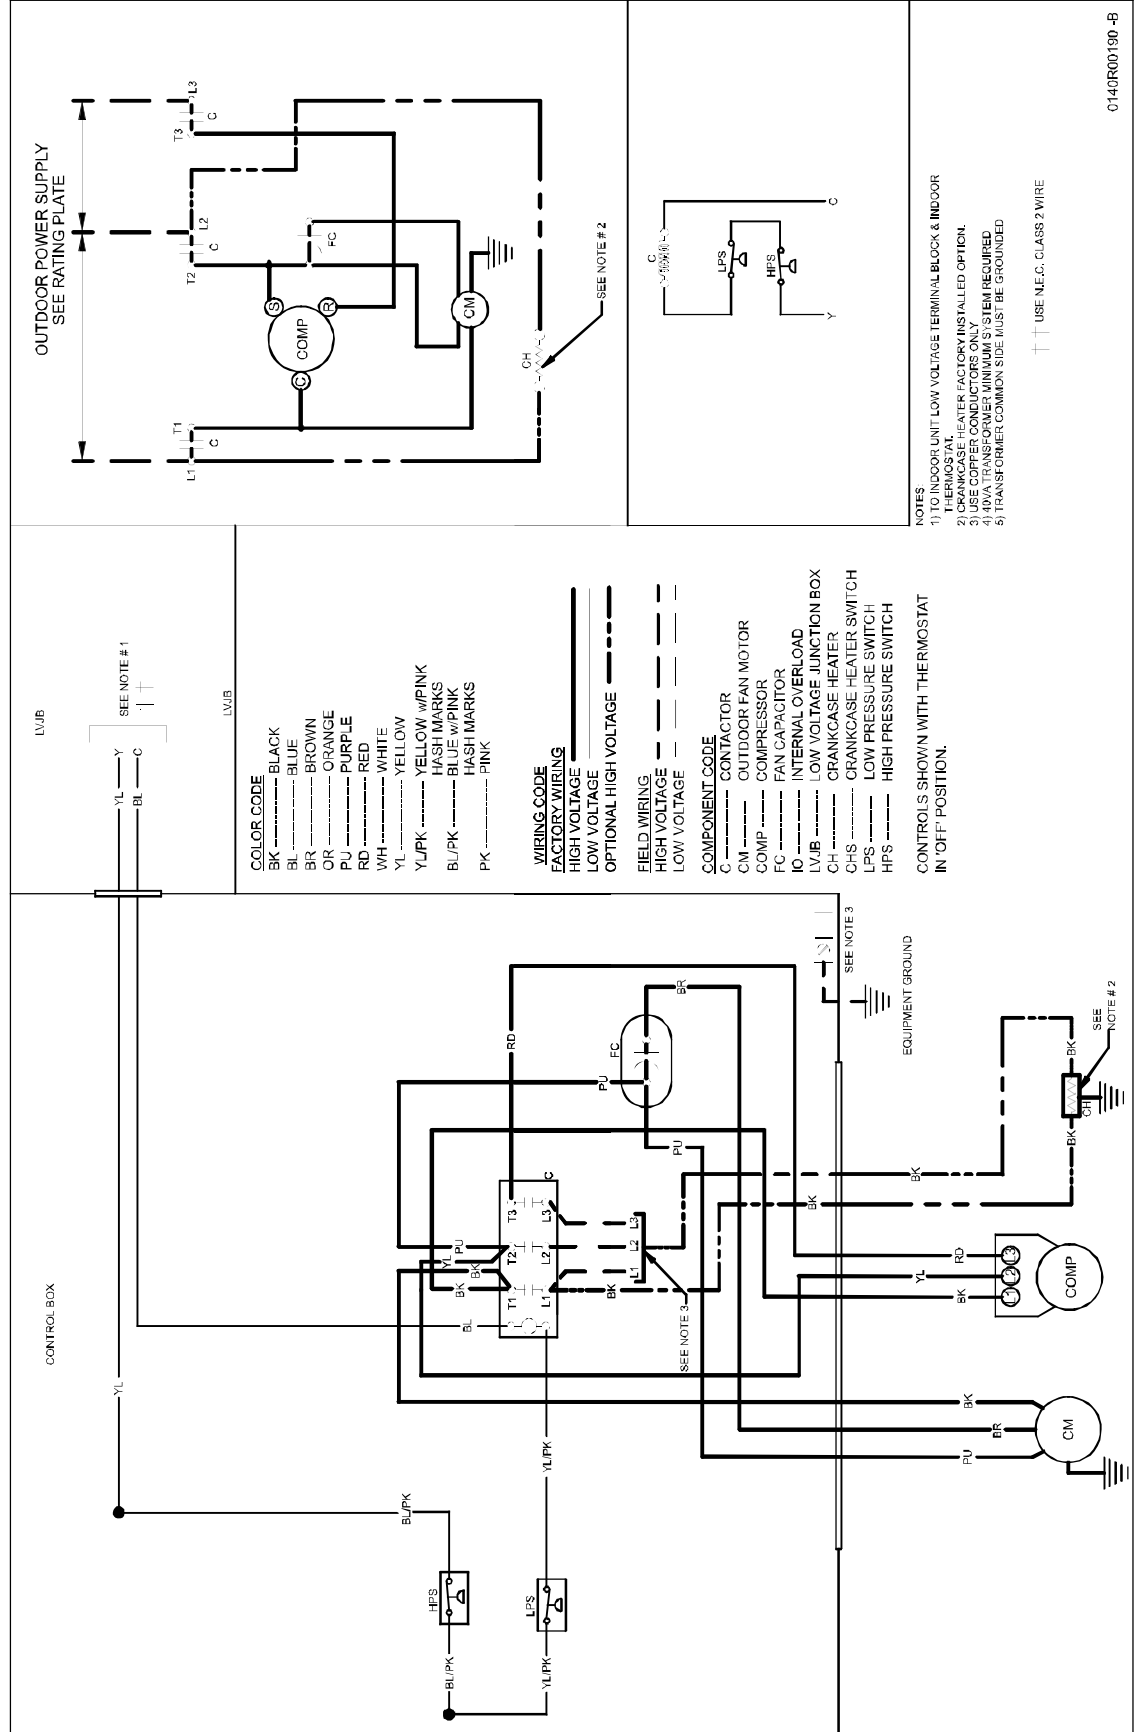 CONTROL BOX
YL
BL/PK
HPS
BL/PK
LPS
YL/PK
YL/PK
BL
YL
PU
BK
BK
T1
T2
T3
L1
L2
L3
C
RD
BK
L1
L2
L3
SEE NOTE 3
PU
FC
BR
PU
PU
BR
BK
CM
BK
YL
RD
L1
L2
L3
COMP
BK
BK
BK
CH
BK
SEE
NOTE # 2
SEE NOTE 3
EQUIPMENT GROUND
LVJB
YL
Y
BL
C
SEE NOTE # 1
LVJB
COLOR CODE
BK ---------- BLACK
BL ---------- BLUE
BR ---------- BROWN
OR ---------- ORANGE
PU ---------- PURPLE
RD ---------- RED
WH ---------- WHITE
YL ---------- YELLOW
YL/PK ---------- YELLOW w/PINK
HASH MARKS
BL/PK ---------- BLUE w/PINK
HASH MARKS
PK ---------- PINK
WIRING CODE
FACTORY WIRING
HIGH VOLTAGE
LOW VOLTAGE
OPTIONAL HIGH VOLTAGE
FIELD WIRING
HIGH VOLTAGE
LOW VOLTAGE
COMPONENT CODE
C ---------- CONTACTOR
CM ---------- OUTDOOR FAN MOTOR
COMP ---------- COMPRESSOR
FC ---------- FAN CAPACITOR
IO ---------- INTERNAL OVERLOAD
LVJB ---------- LOW VOLTAGE JUNCTION BOX
CH ---------- CRANKCASE HEATER
CHS ---------- CRANKCASE HEATER SWITCH
LPS ---------- LOW PRESSURE SWITCH
HPS ---------- HIGH PRESSURE SWITCH
CONTROLS SHOWN WITH THERMOSTAT
IN 'OFF' POSITION.
OUTDOOR POWER SUPPLY
SEE RATING PLATE
L1
C
T1
T2
C
L2
T3
C
L3
C
COMP
S
R
FC
CM
CH
SEE NOTE # 2
C
LPS
HPS
Y
C
NOTES:
1) TO INDOOR UNIT LOW VOLTAGE TERMINAL BLOCK & INDOOR
THERMOSTAT.
2) CRANKCASE HEATER FACTORY INSTALLED OPTION.
3) USE COPPER CONDUCTORS ONLY
4) 40VA TRANSFORMER MINIMUM SYSTEM REQUIRED
5) TRANSFORMER COMMON SIDE MUST BE GROUNDED
USE N.E.C. CLASS 2 WIRE
0140R00190 -B